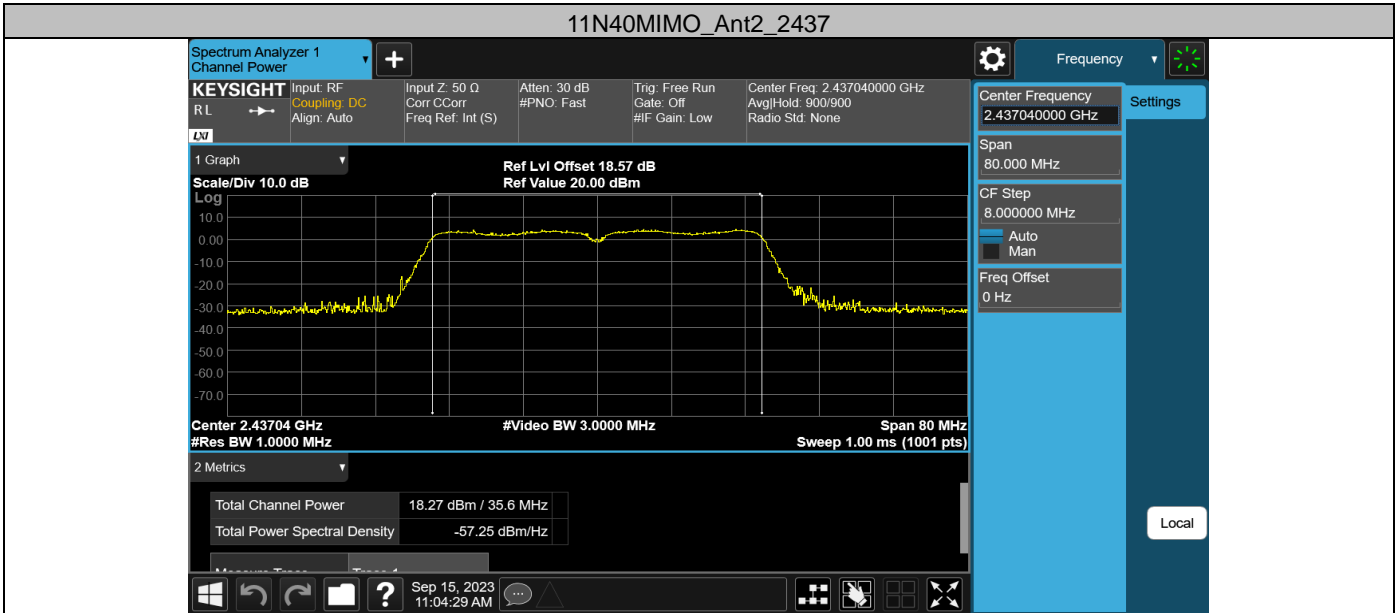 11N40MIMO_Ant2_2437
Spectrum Analyzer 1
Channel Power
+
Frequency
KEYSIGHT
R L
LXI
Input: RF
Coupling: DC
Align: Auto
Input Z: 50 Ω
Corr CCorr
Freq Ref: Int (S)
Atten: 30 dB
#PNO: Fast
Trig: Free Run
Gate: Off
#IF Gain: Low
Center Freq: 2.437040000 GHz
Avg|Hold: 900/900
Radio Std: None
Center Frequency
2.437040000 GHz
Settings
Span
80.000 MHz
CF Step
8.000000 MHz
Auto
Man
Freq Offset
0 Hz
Local
1 Graph
Scale/Div 10.0 dB
Ref Lvl Offset 18.57 dB
Ref Value 20.00 dBm
Log
10.0
0.00
-10.0
-20.0
-30.0
-40.0
-50.0
-60.0
-70.0
Center 2.43704 GHz
#Video BW 3.0000 MHz
Span 80 MHz
#Res BW 1.0000 MHz
Sweep 1.00 ms (1001 pts)
2 Metrics
Total Channel Power 18.27 dBm / 35.6 MHz
Total Power Spectral Density -57.25 dBm/Hz
?
Sep 15, 2023
11:04:29 AM